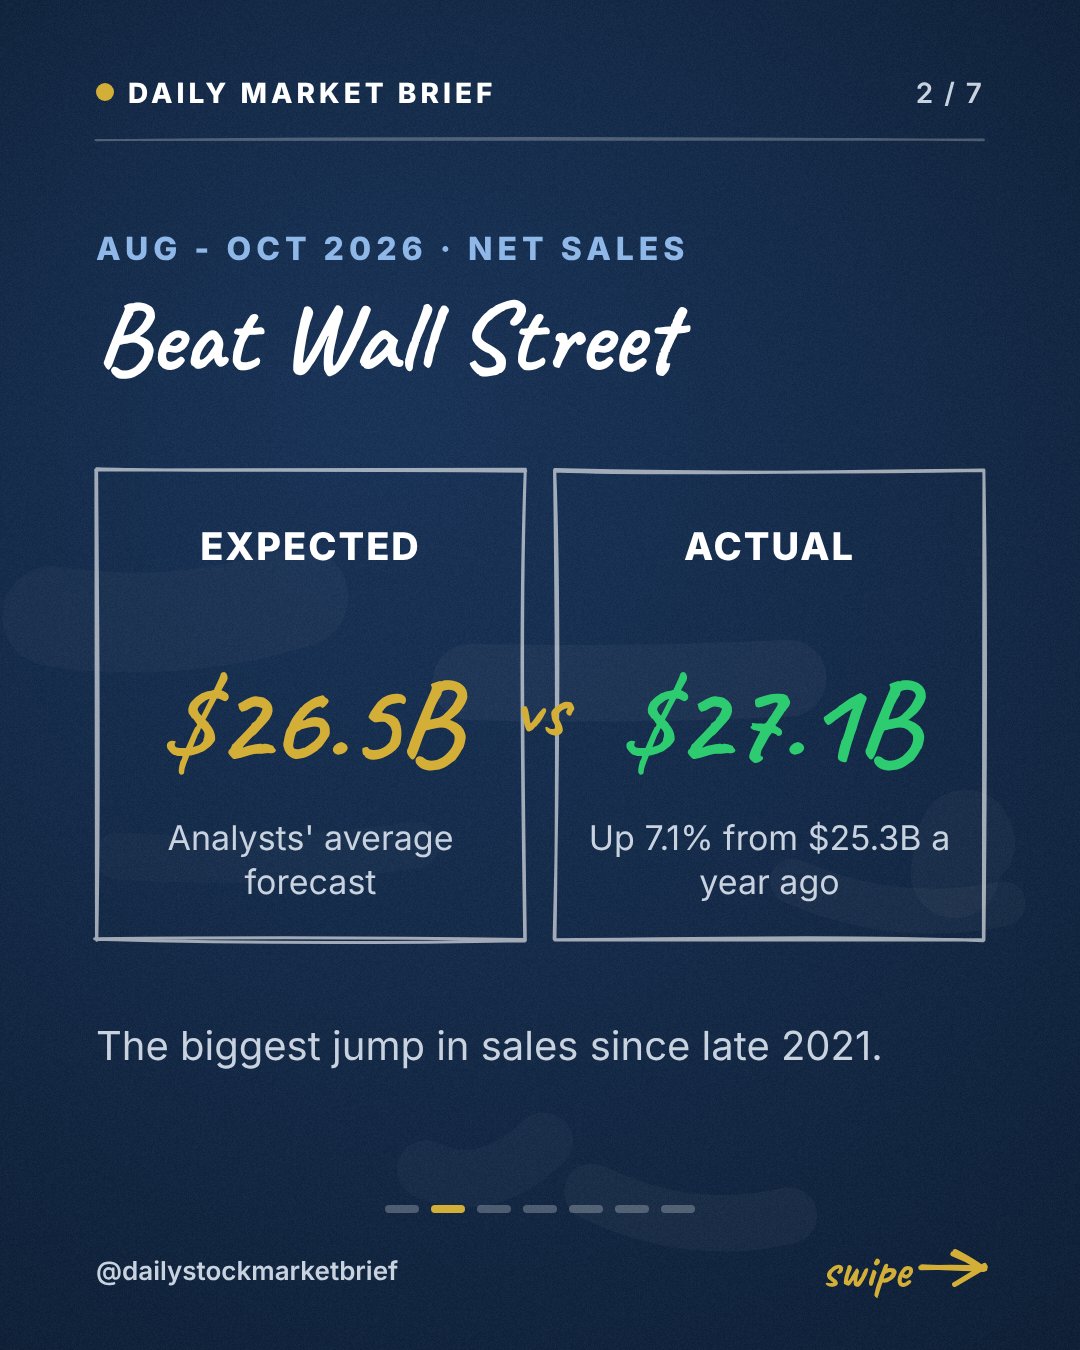 DAILY MARKET BRIEF
2 / 7
AUG - OCT 2026 · NET SALES
Beat Wall Street
EXPECTED
$26.5B
Analysts' average
forecast
vs
ACTUAL
$27.1B
Up 7.1% from $25.3B a
year ago
The biggest jump in sales since late 2021.
@dailystockmarketbrief
swipe